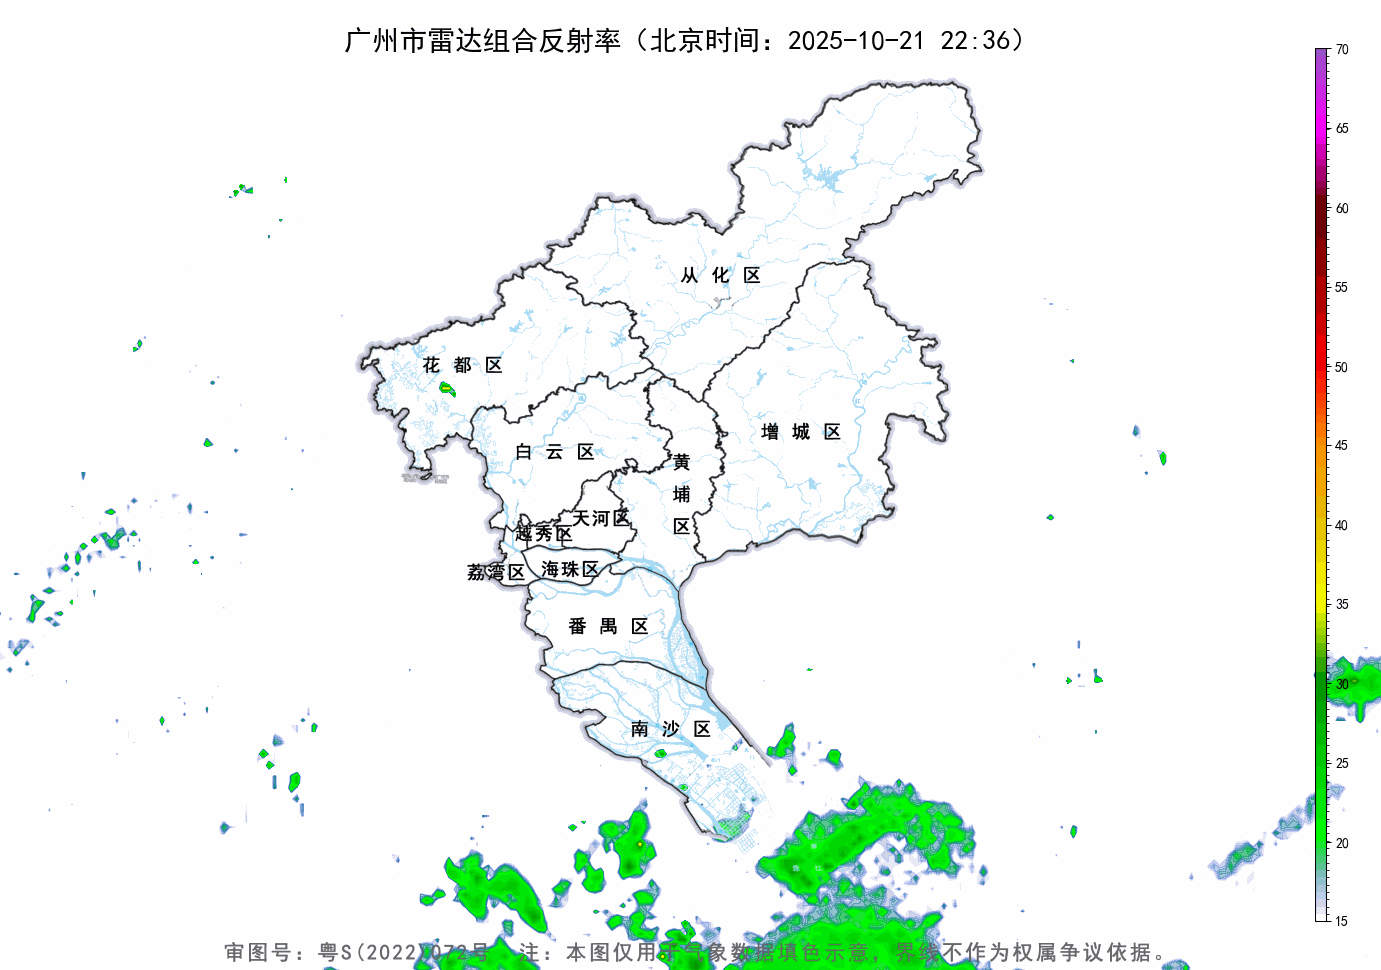 广州市雷达组合反射率（北京时间：2025-10-21 22:36）
70
65
60
55
50
45
40
35
30
25
20
15
从化区
花都区
增城区
白云区
黄埔区
天河区
越秀区
荔湾区
海珠区
番禺区
南沙区
审图号：粤S(2022)072号 注：本图仅用于气象数据填色示意，界线不作为权属争议依据。